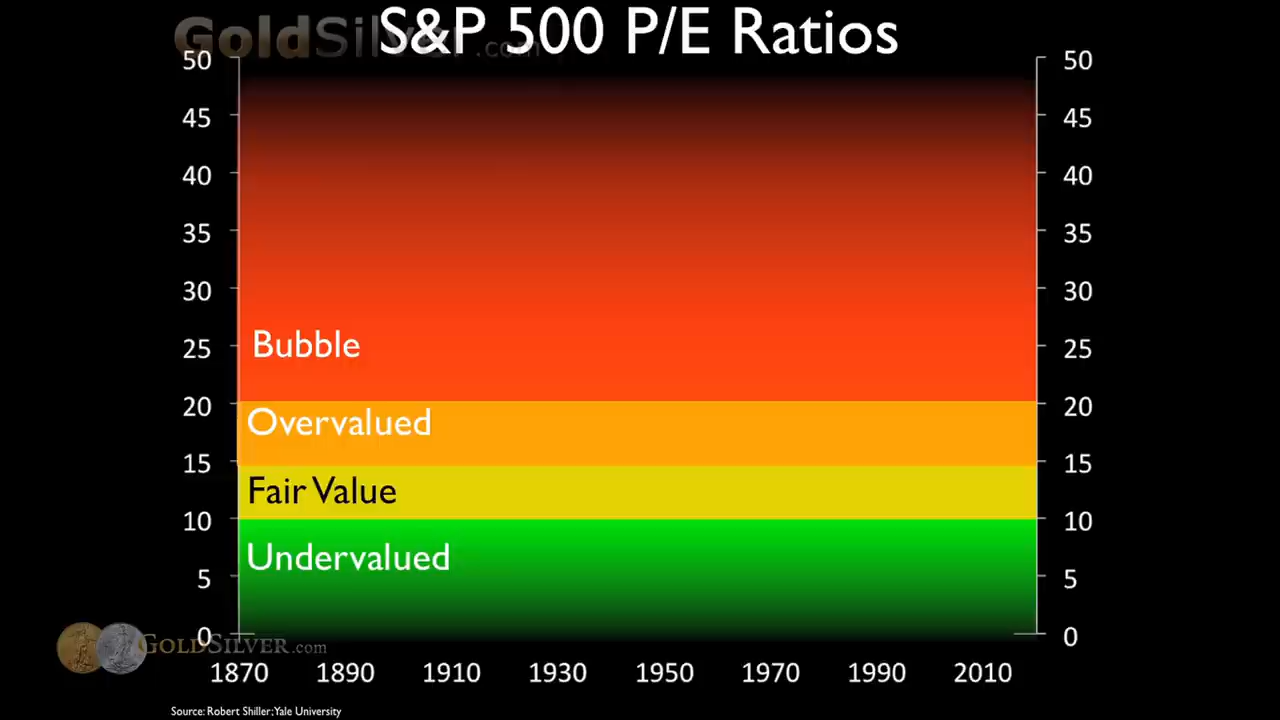 GoldSilver.com
S&P 500 P/E Ratios
50 50
45 45
40 40
35 35
30 30
Bubble
25 25
20 20
Overvalued
15 15
Fair Value
10 10
Undervalued
5 5
0 0
GOLDSILVER.com
1870 1890 1910 1930 1950 1970 1990 2010
Source: Robert Shiller; Yale University